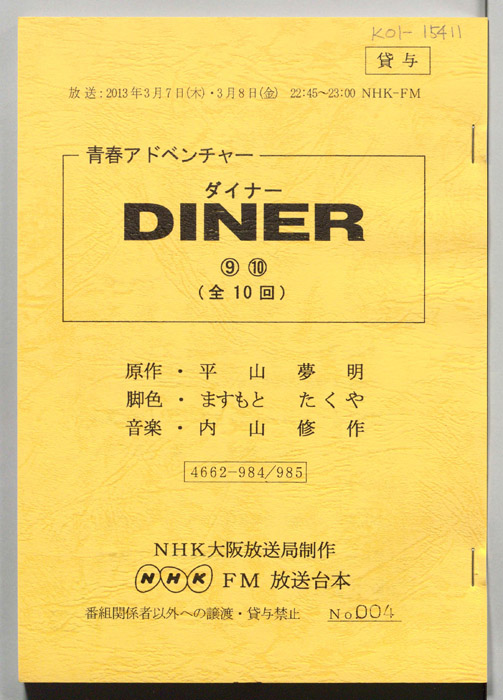 K01-15411
貸与
放送:2013年3月7日(木)・3月8日(金) 22:45~23:00 NHK-FM
青春アドベンチャー
ダイナー
DINER
⑨ ⑩
(全10回)
原作・平山夢明
脚色・ますもと たくや
音楽・内山修作
4662-984/985
NHK大阪放送局制作
NHK FM 放送台本
番組関係者以外への譲渡・貸与禁止 No.004